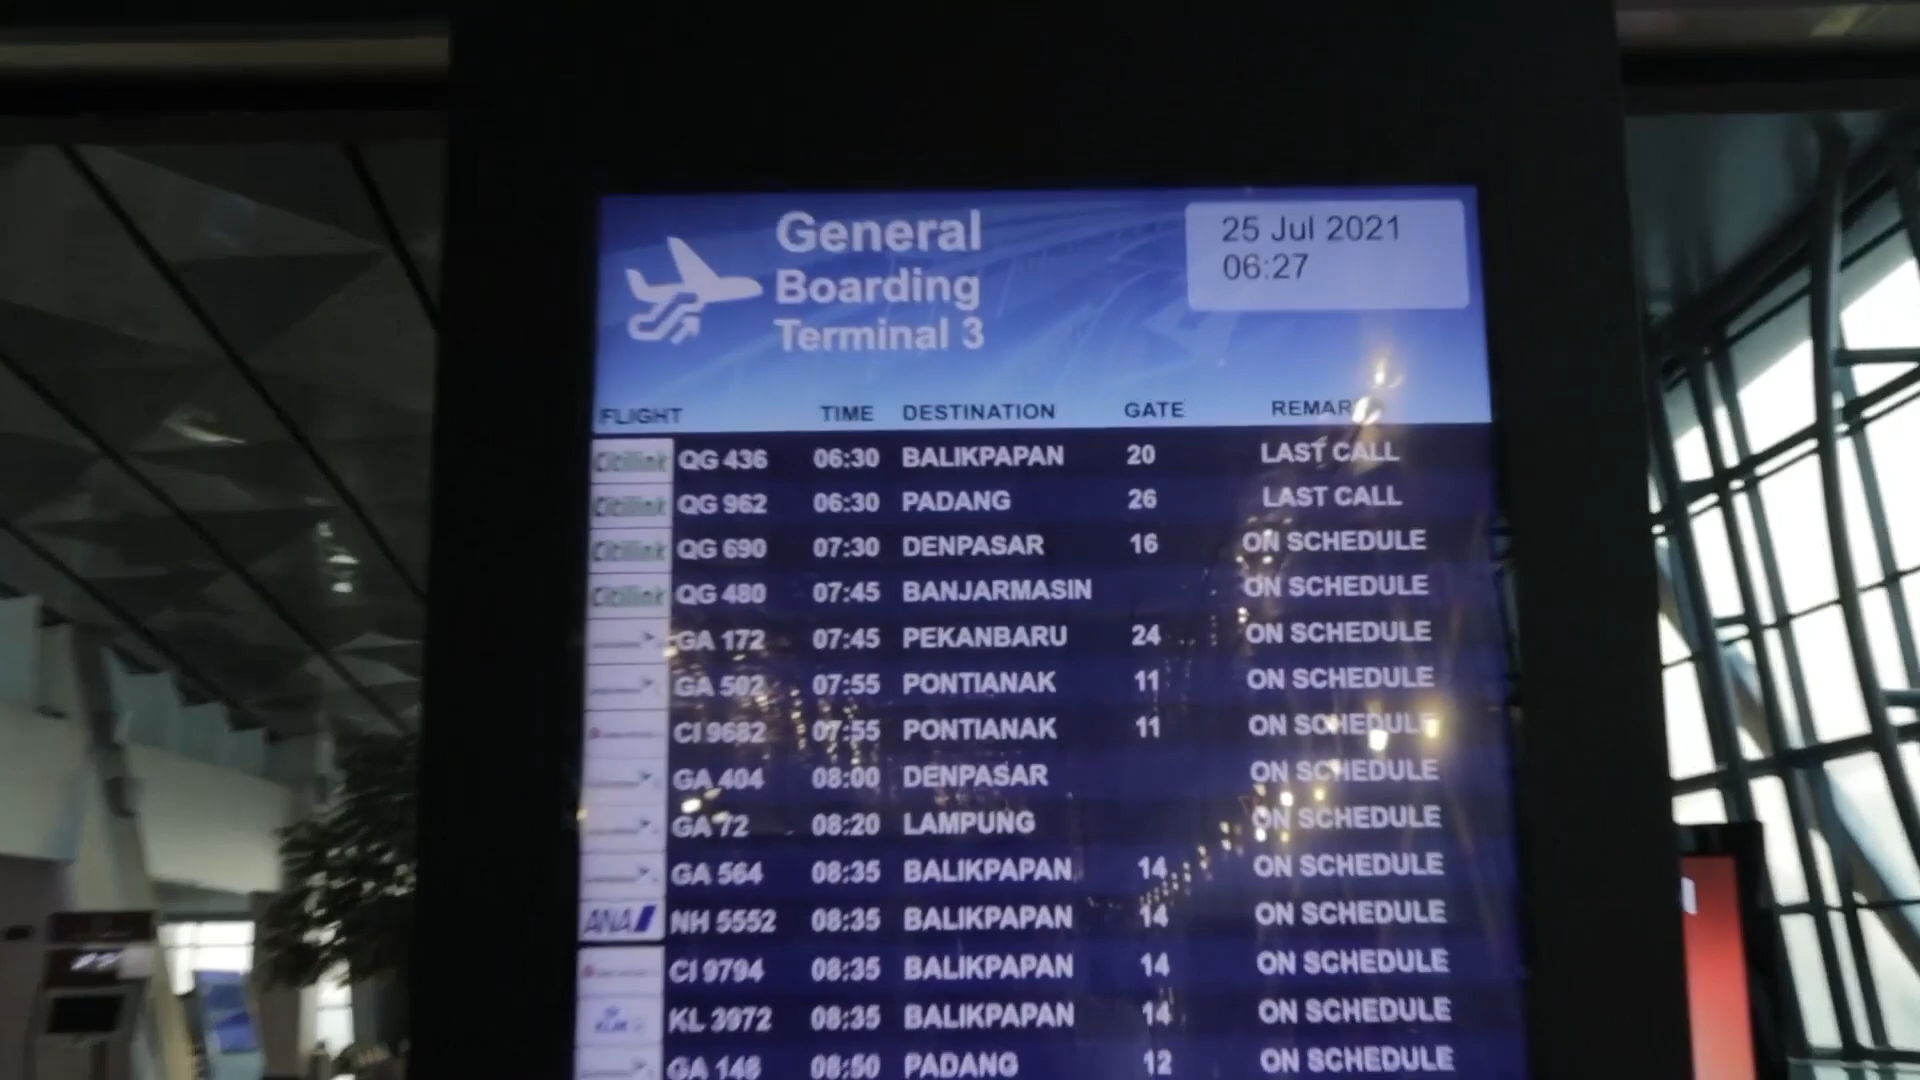 General
Boarding
Terminal 3
25 Jul 2021
06:27
FLIGHT TIME DESTINATION GATE REMAR
Citilink QG 436 06:30 BALIKPAPAN 20 LAST CALL
Citilink QG 962 06:30 PADANG 26 LAST CALL
Citilink QG 690 07:30 DENPASAR 16 ON SCHEDULE
Citilink QG 480 07:45 BANJARMASIN ON SCHEDULE
GA 172 07:45 PEKANBARU 24 ON SCHEDULE
GA 502 07:55 PONTIANAK 11 ON SCHEDULE
CI 9682 07:55 PONTIANAK 11 ON SCHEDULE
GA 404 08:00 DENPASAR ON SCHEDULE
GA 72 08:20 LAMPUNG ON SCHEDULE
GA 564 08:35 BALIKPAPAN 14 ON SCHEDULE
ANA NH 5552 08:35 BALIKPAPAN 14 ON SCHEDULE
CI 9794 08:35 BALIKPAPAN 14 ON SCHEDULE
KLM KL 3972 08:35 BALIKPAPAN 14 ON SCHEDULE
GA 148 08:50 PADANG 12 ON SCHEDULE